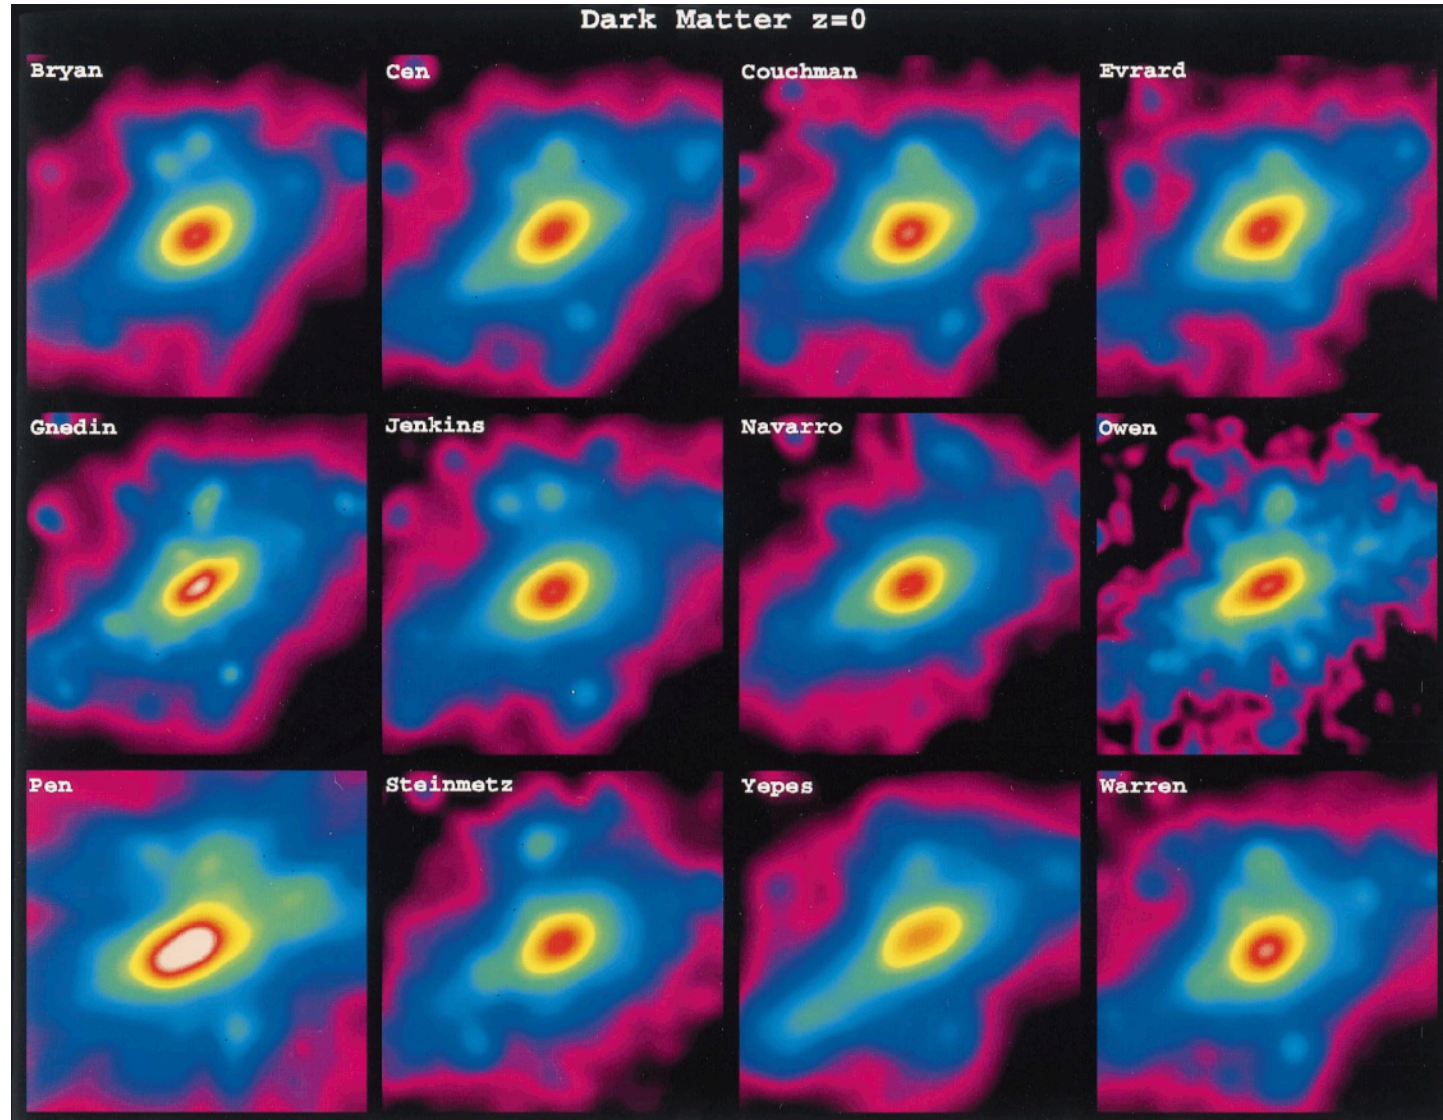 Dark Matter z=0
Bryan
Cen
Couchman
Evrard
Gnedin
Jenkins
Navarro
Owen
Pen
Steinmetz
Yepes
Warren